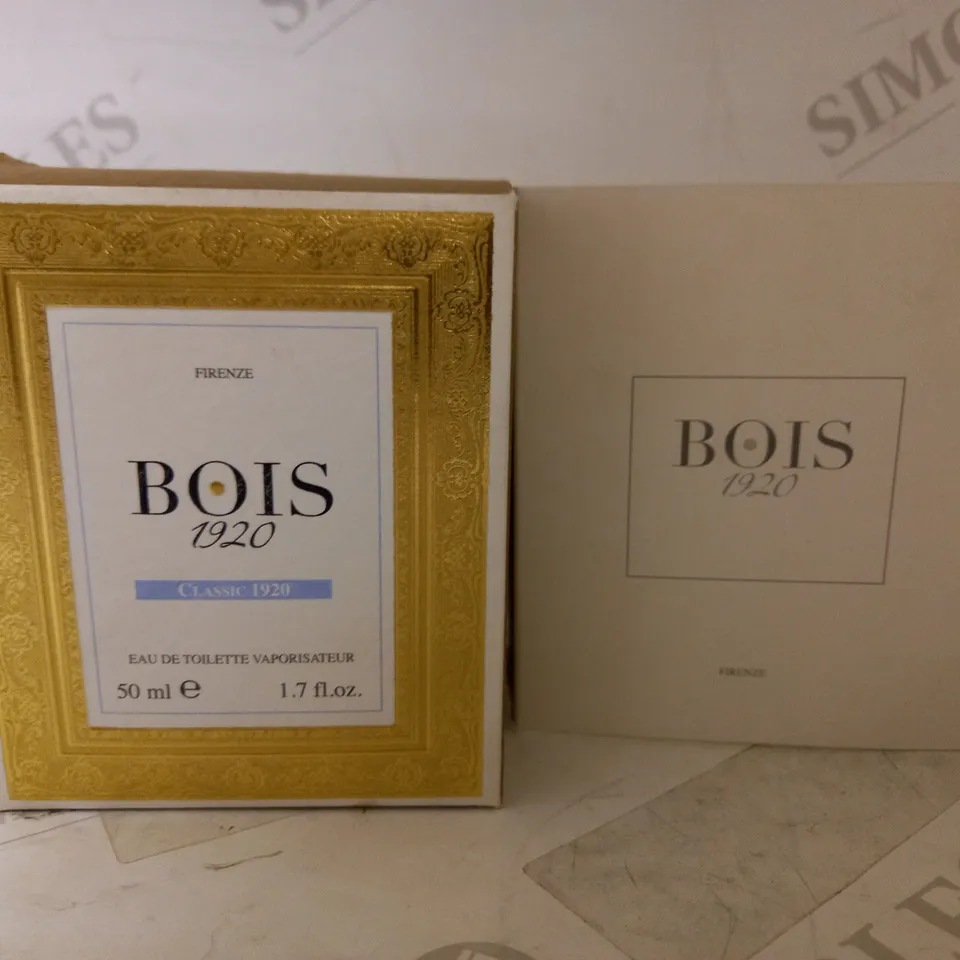 FIRENZE
BOIS
1920
CLASSIC 1920
EAU DE TOILETTE VAPORISATEUR
50 ml ℮
1.7 fl.oz.
BOIS
1920
FIRENZE